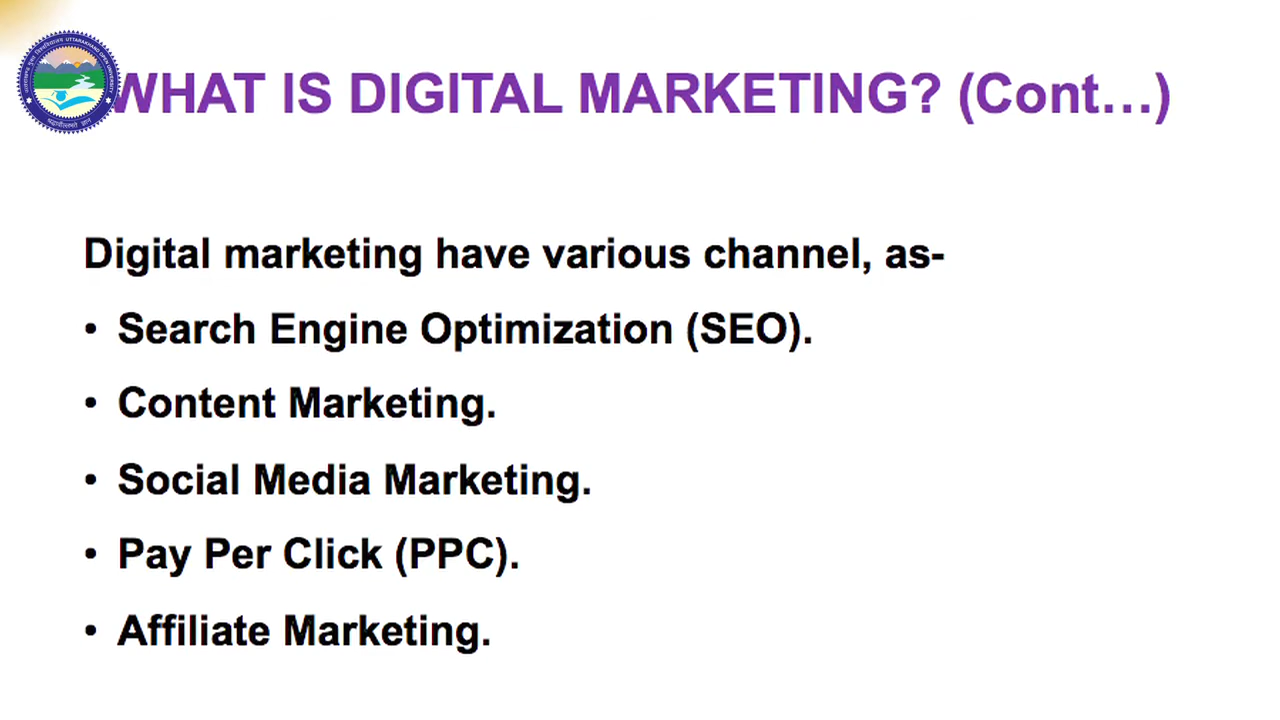 WHAT IS DIGITAL MARKETING? (Cont...)
Digital marketing have various channel, as-
• Search Engine Optimization (SEO).
• Content Marketing.
• Social Media Marketing.
• Pay Per Click (PPC).
• Affiliate Marketing.